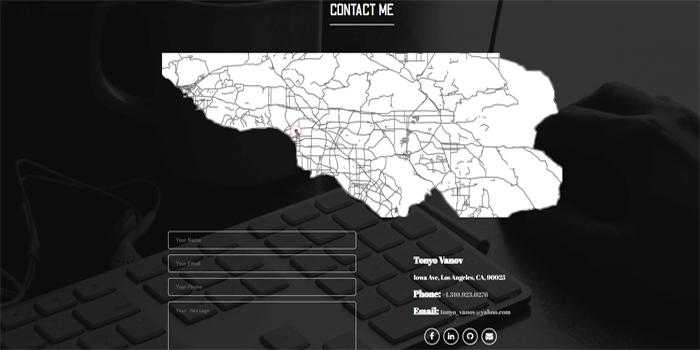 CONTACT ME
Your Name
Your Email
Your Phone
Your Message
Tonyo Vanov
Iowa Ave, Los Angeles, CA, 90025
Phone: +1.310.923.0276
Email: tonyo_vanov@yahoo.com